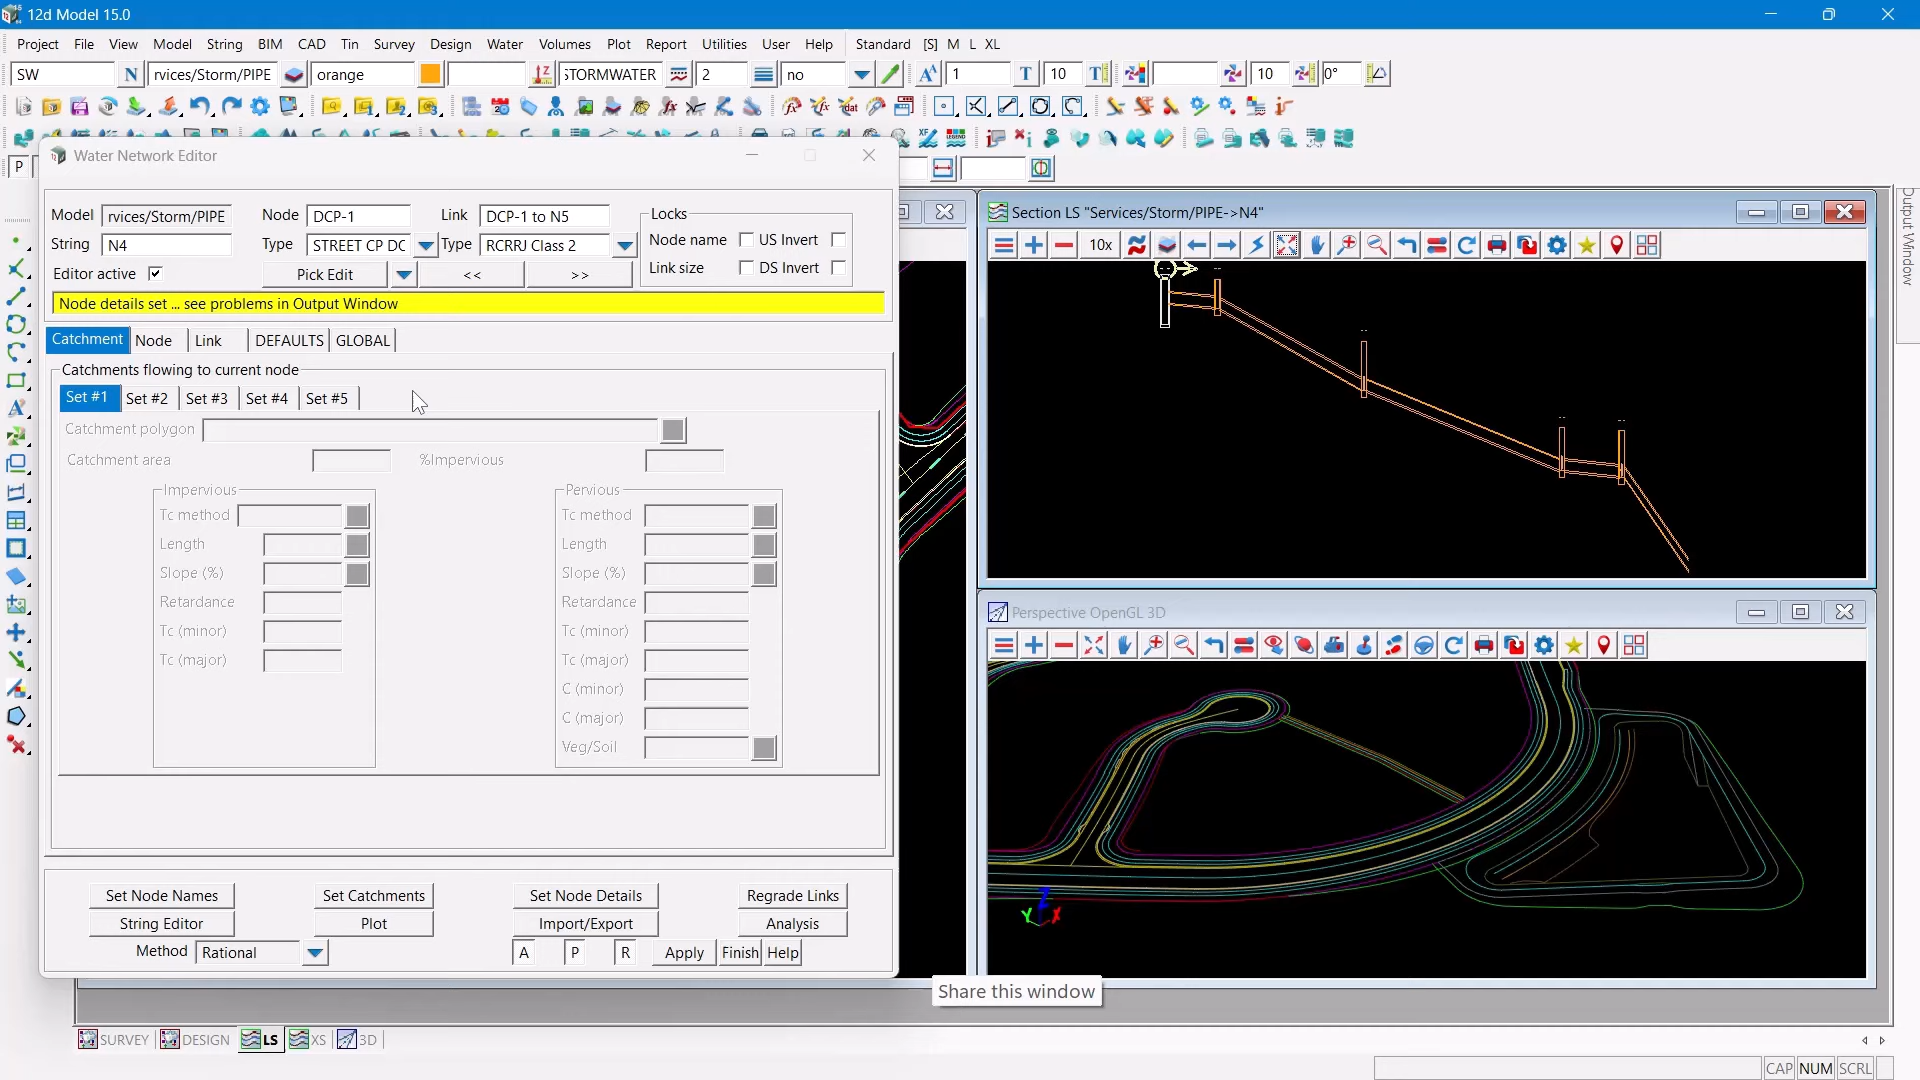 12d Model 15.0
Project File View Model String BIM CAD Tin Survey Design Water Volumes Plot Report Utilities User Help Standard [S] M L XL
SW N rvices/Storm/PIPE orange STORMWATER 2 no 1 T 10 10 0°
P
Water Network Editor
Model rvices/Storm/PIPE Node DCP-1 Link DCP-1 to N5 Locks
String N4 Type STREET CP DC Type RCRRJ Class 2 Node name US Invert
Editor active Pick Edit << >> Link size DS Invert
Node details set ... see problems in Output Window
Catchment Node Link DEFAULTS GLOBAL
Catchments flowing to current node
Set #1 Set #2 Set #3 Set #4 Set #5
Catchment polygon
Catchment area %Impervious
Impervious Pervious
Tc method Tc method
Length Length
Slope (%) Slope (%)
Retardance Retardance
Tc (minor) Tc (minor)
Tc (major) Tc (major)
C (minor)
C (major)
Veg/Soil
Set Node Names Set Catchments Set Node Details Regrade Links
String Editor Plot Import/Export Analysis
Method Rational A P R Apply Finish Help
Section LS "Services/Storm/PIPE->N4"
10x
Perspective OpenGL 3D
Z
Y X
Share this window
Output Window
SURVEY DESIGN LS XS 3D
CAP NUM SCRL